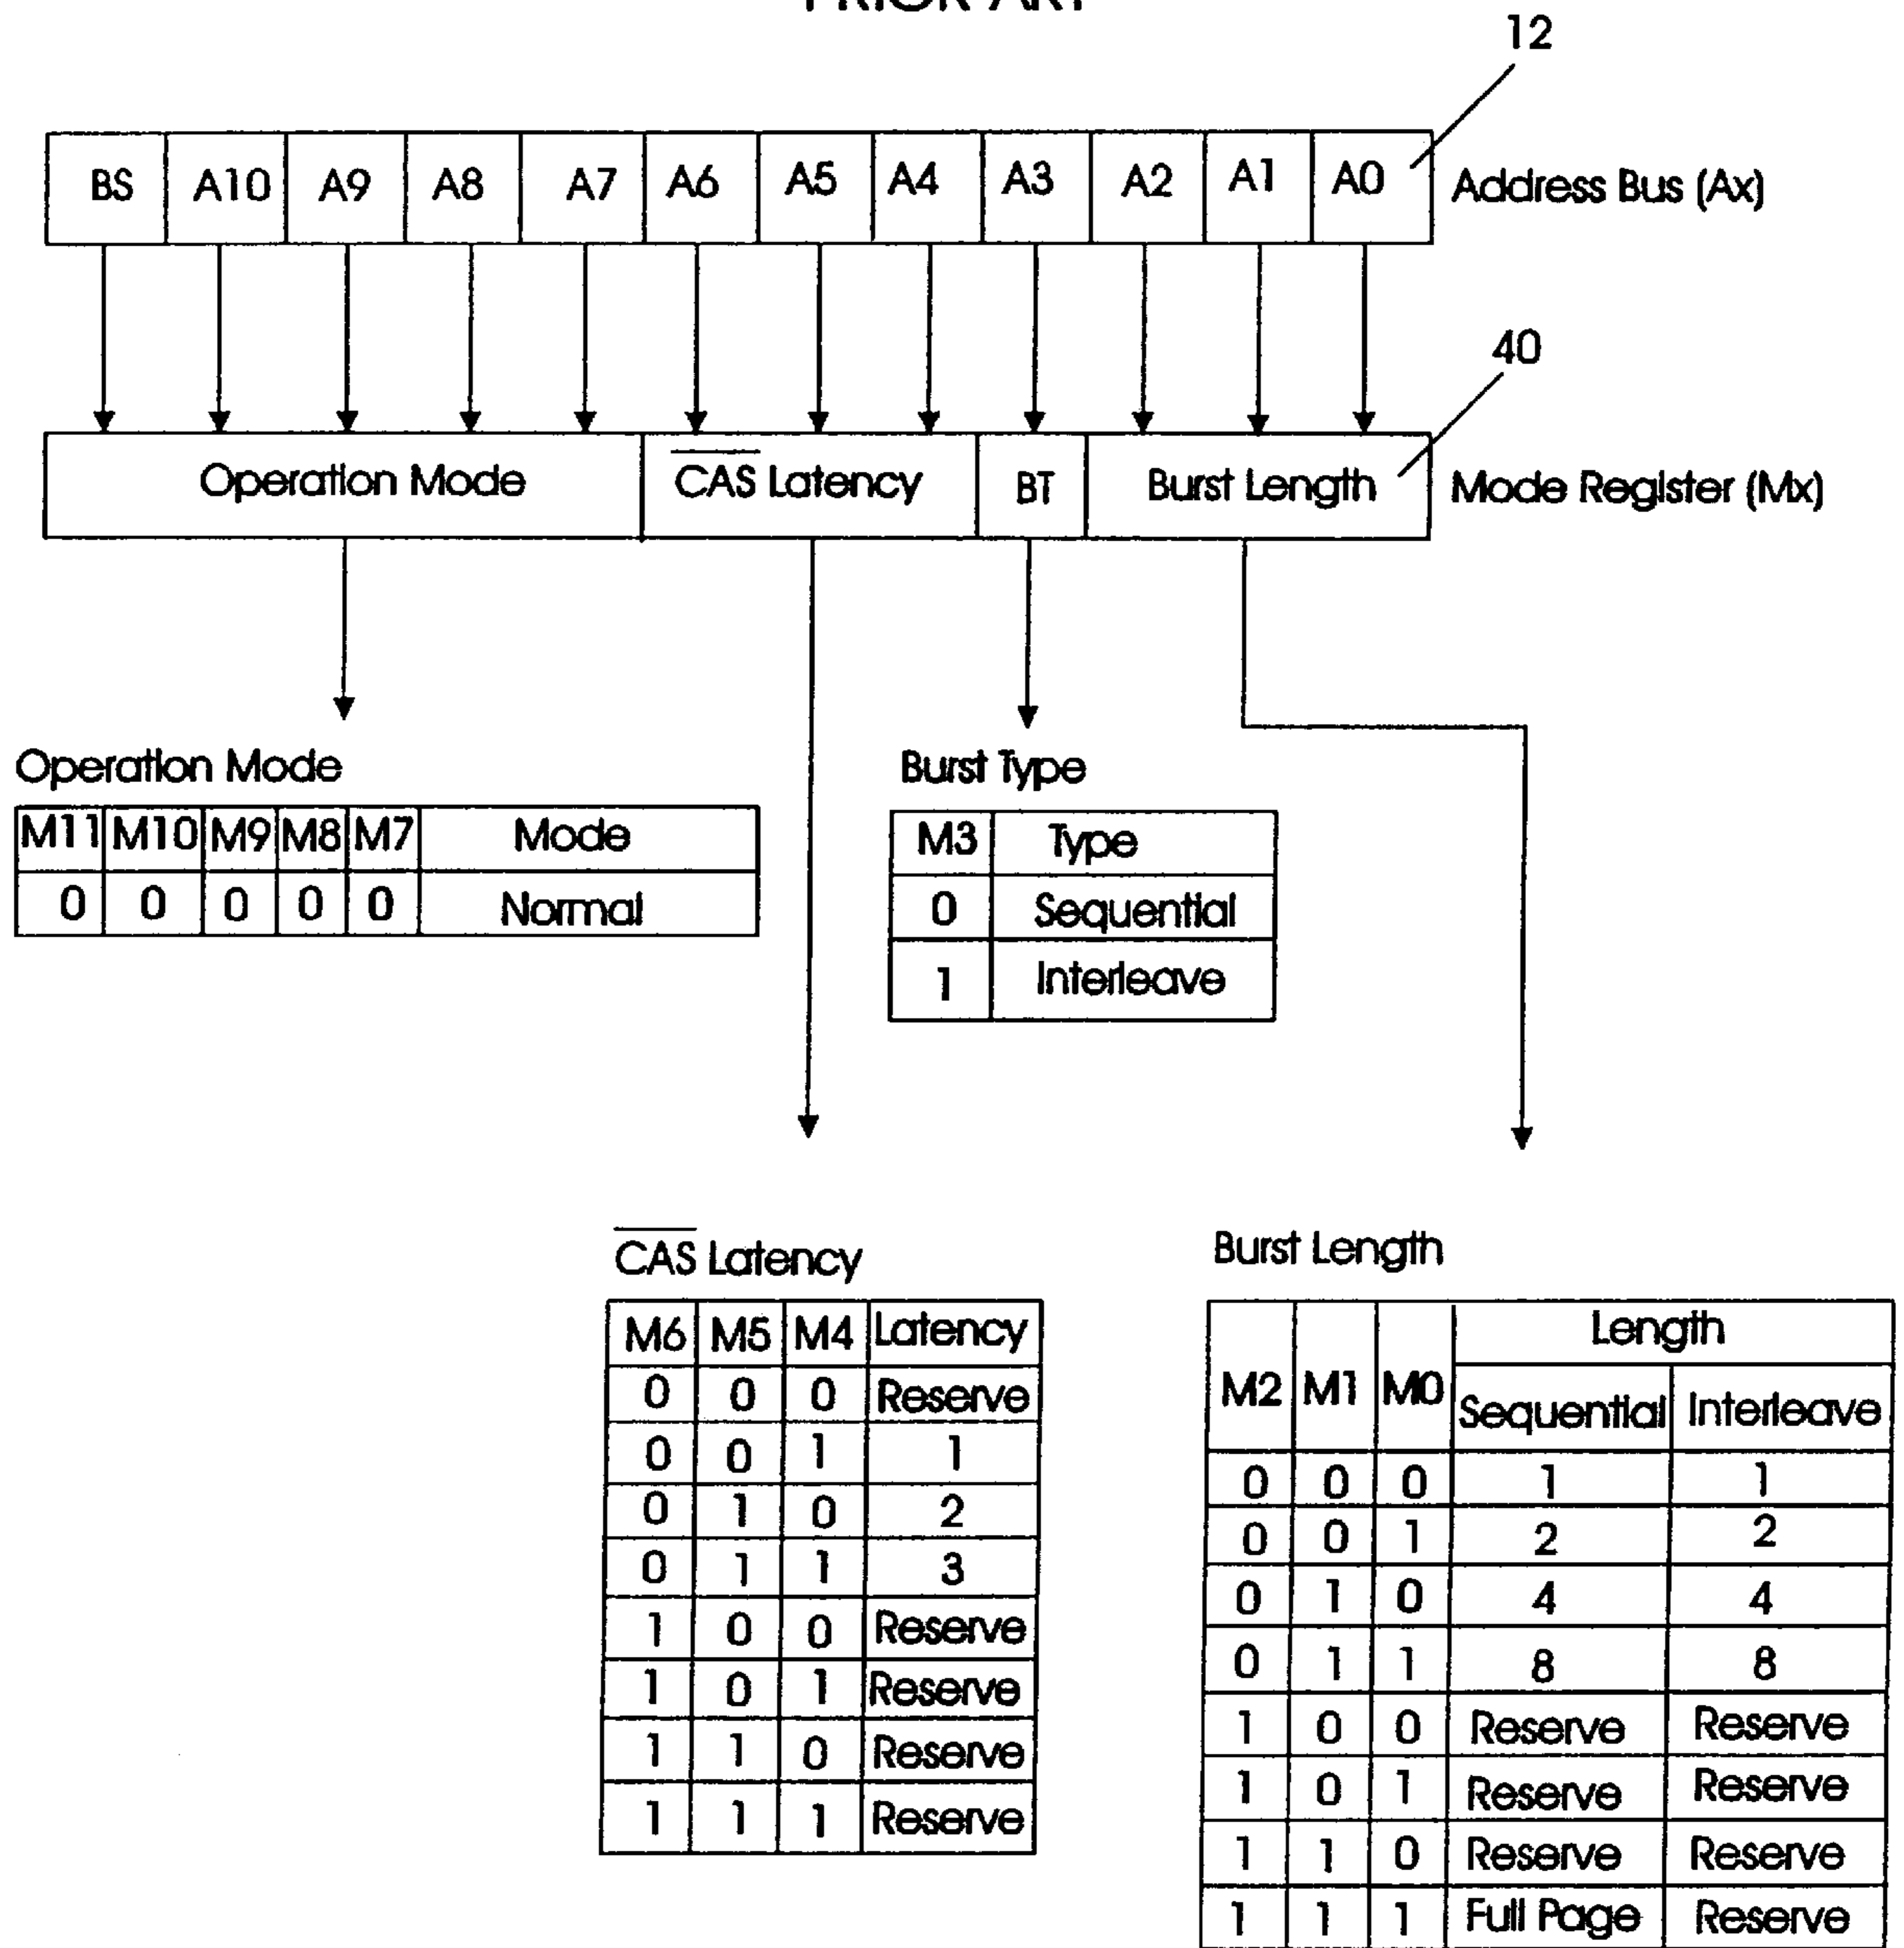 PRIOR ART
12
BS A10 A9 A8 A7 A6 A5 A4 A3 A2 A1 A0 Address Bus (Ax)
40
Operation Mode CAS Latency BT Burst Length Mode Register (Mx)
Operation Mode
M11 M10 M9 M8 M7 Mode
0 0 0 0 0 Normal
Burst Type
M3 Type
0 Sequential
1 Interleave
CAS Latency
M6 M5 M4 Latency
0 0 0 Reserve
0 0 1 1
0 1 0 2
0 1 1 3
1 0 0 Reserve
1 0 1 Reserve
1 1 0 Reserve
1 1 1 Reserve
Burst Length
Length
M2 M1 M0 Sequential Interleave
0 0 0 1 1
0 0 1 2 2
0 1 0 4 4
0 1 1 8 8
1 0 0 Reserve Reserve
1 0 1 Reserve Reserve
1 1 0 Reserve Reserve
1 1 1 Full Page Reserve